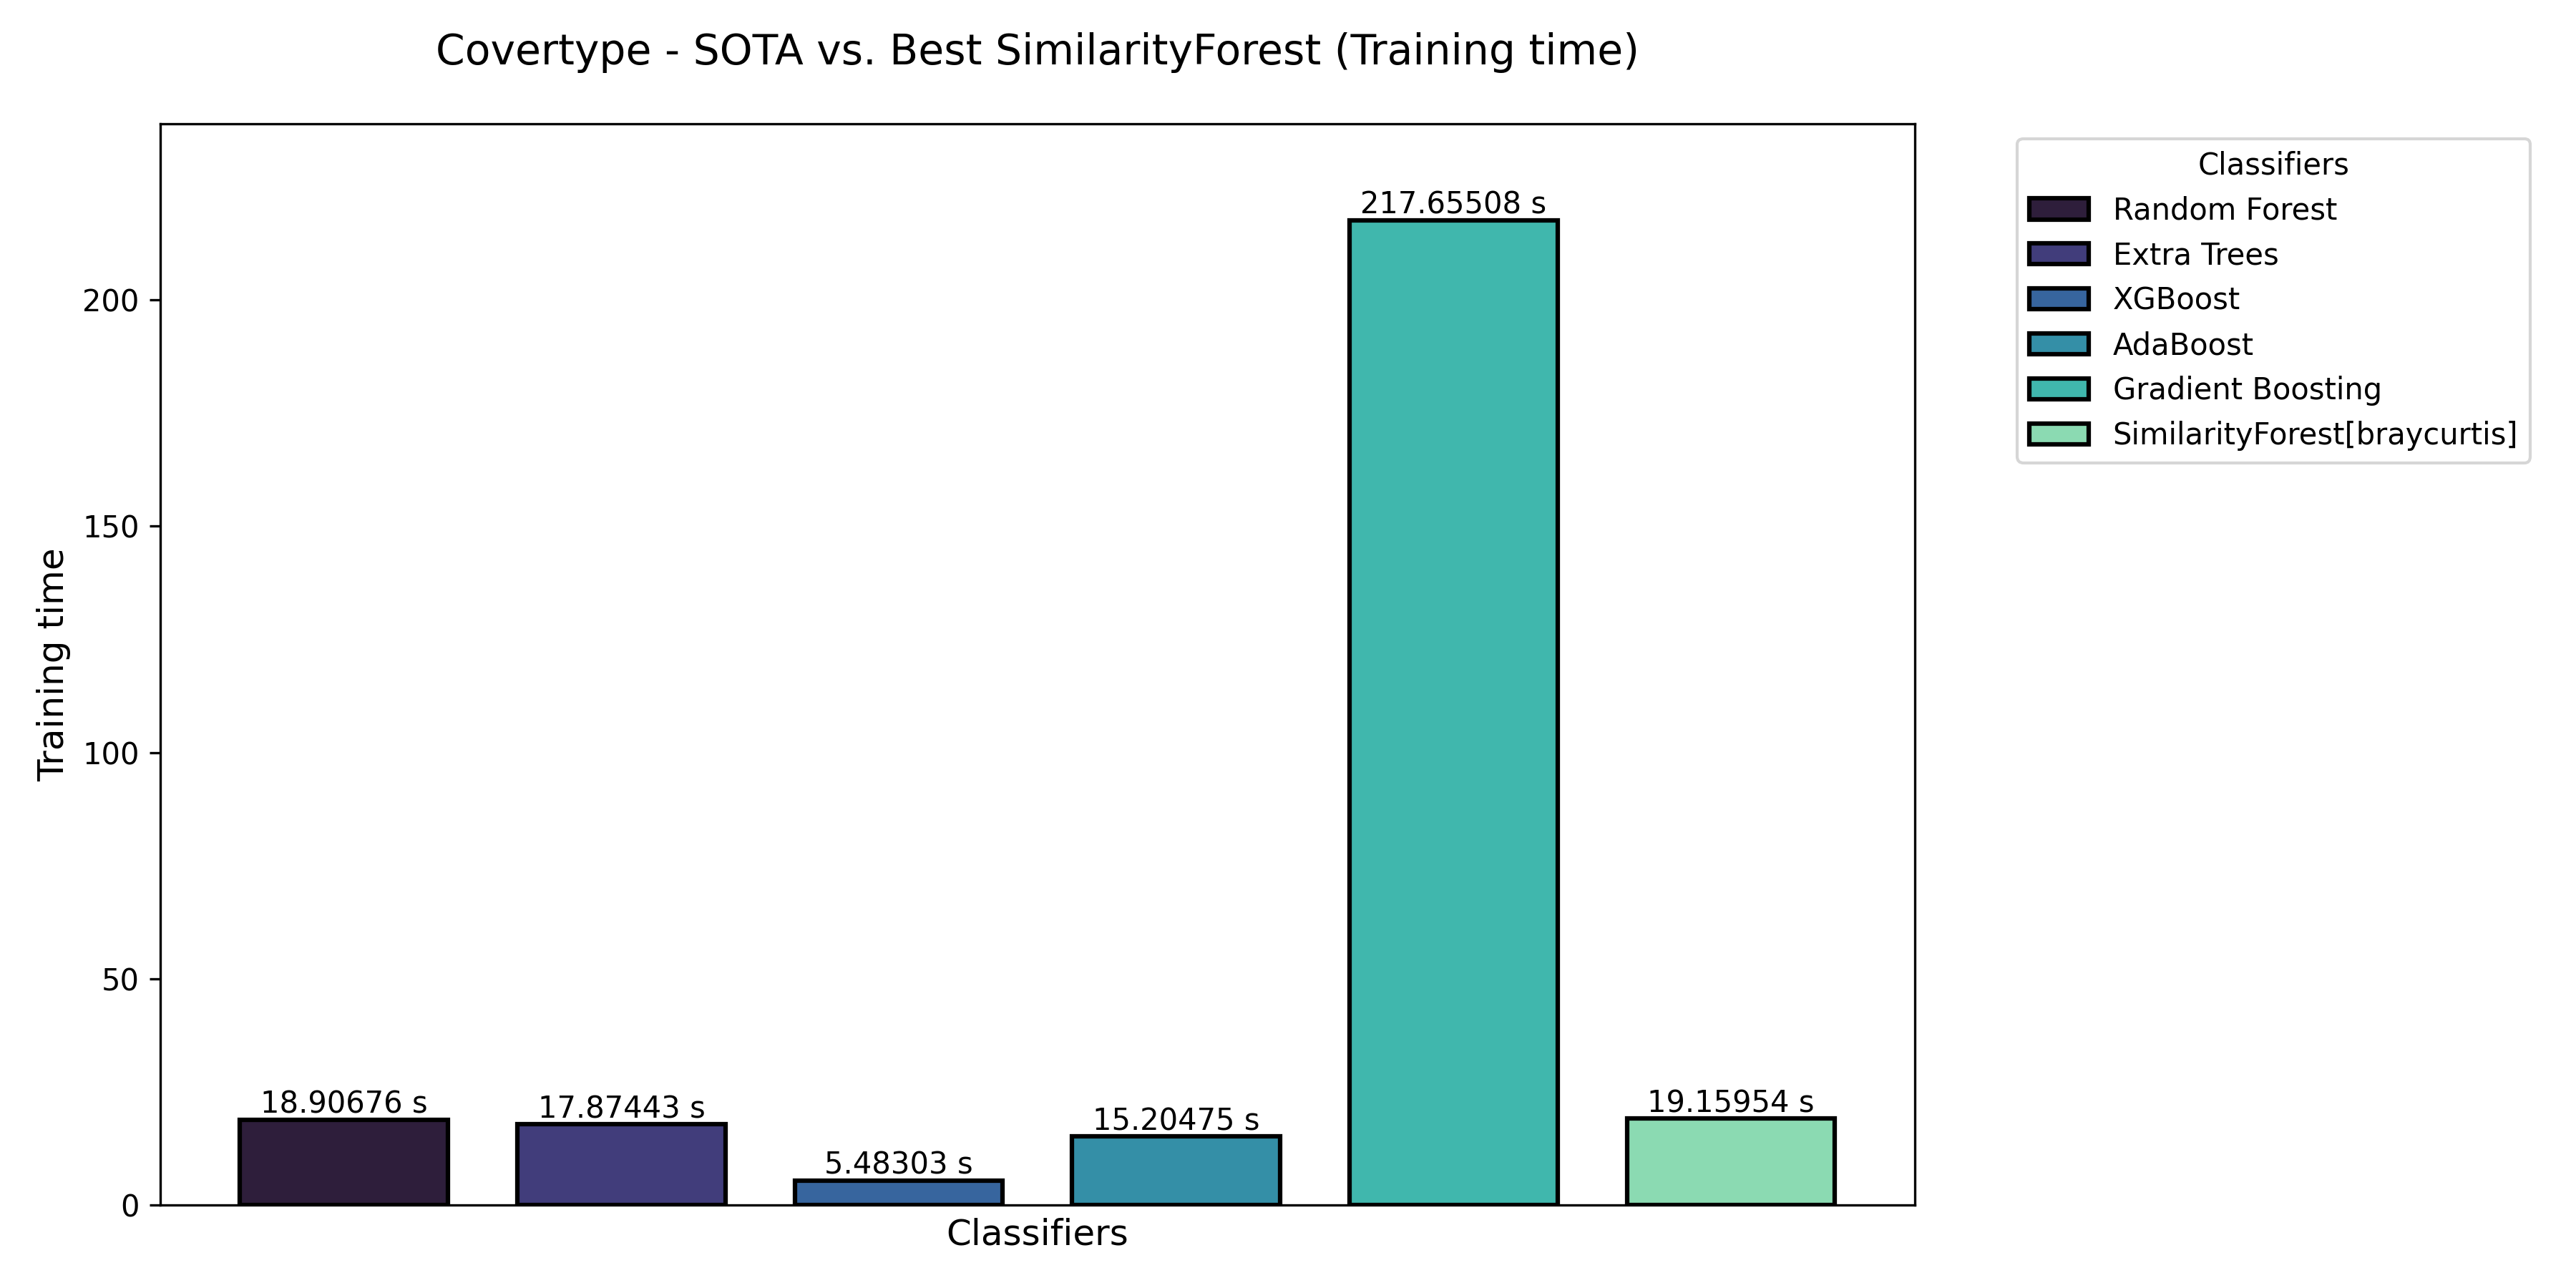 Covertype - SOTA vs. Best SimilarityForest (Training time)
Training time
200
150
100
50
0
217.65508 s
18.90676 s
17.87443 s
5.48303 s
15.20475 s
19.15954 s
Classifiers
Classifiers
Random Forest
Extra Trees
XGBoost
AdaBoost
Gradient Boosting
SimilarityForest[braycurtis]